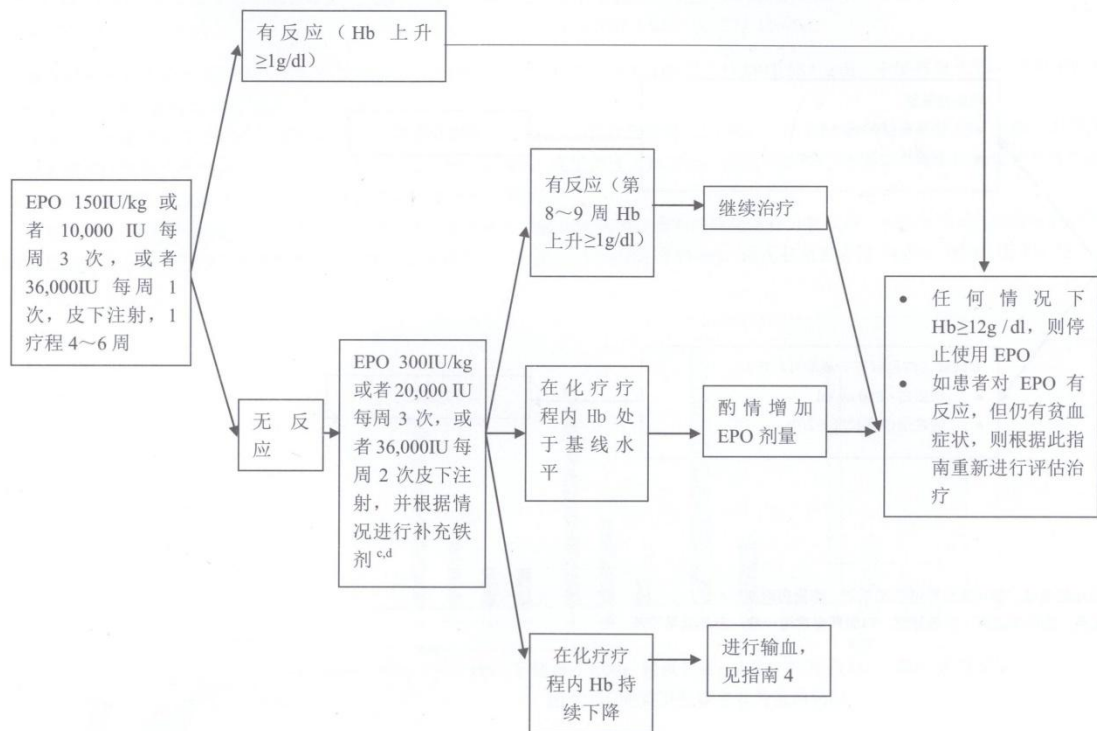 有反应（Hb 上升
≥1g/dl）
EPO 150IU/kg 或
者 10,000 IU 每
周 3 次，或者
36,000IU 每周 1
次，皮下注射，1
疗程 4～6 周
无反
应
EPO 300IU/kg
或者 20,000 IU
每周 3 次，或
者 36,000IU 每
周 2 次皮下注
射，并根据情
况进行补充铁
剂 c,d
有反应（第
8～9 周 Hb
上升≥1g/dl）
继续治疗
在化疗疗
程内 Hb 处
于基线水
平
酌情增加
EPO 剂量
在化疗疗
程内 Hb 持
续下降
进行输血，
见指南 4
● 任何情况下
Hb≥12g / dl，则停
止使用 EPO
● 如患者对 EPO 有
反应，但仍有贫血
症状，则根据此指
南重新进行评估治
疗